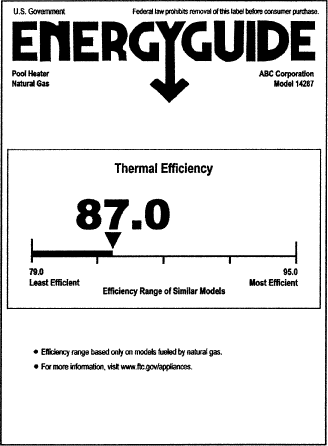 U.S. Government Federal law prohibits removal of this label before consumer purchase.
ENERGYGUIDE
Pool Heater ABC Corporation
Natural Gas Model 14287
Thermal Efficiency
87.0
79.0 95.0
Least Efficient Most Efficient
Efficiency Range of Similar Models
• Efficiency range based only on models fueled by natural gas.
• For more information, visit www.ftc.gov/appliances.